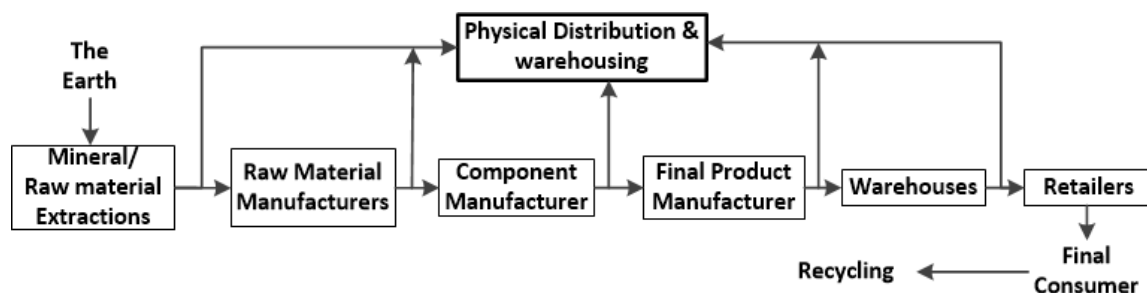 Physical Distribution &
warehousing
The
Earth
Mineral/
Raw material
Extractions
Raw Material
Manufacturers
Component
Manufacturer
Final Product
Manufacturer
Warehouses
Retailers
Final
Consumer
Recycling